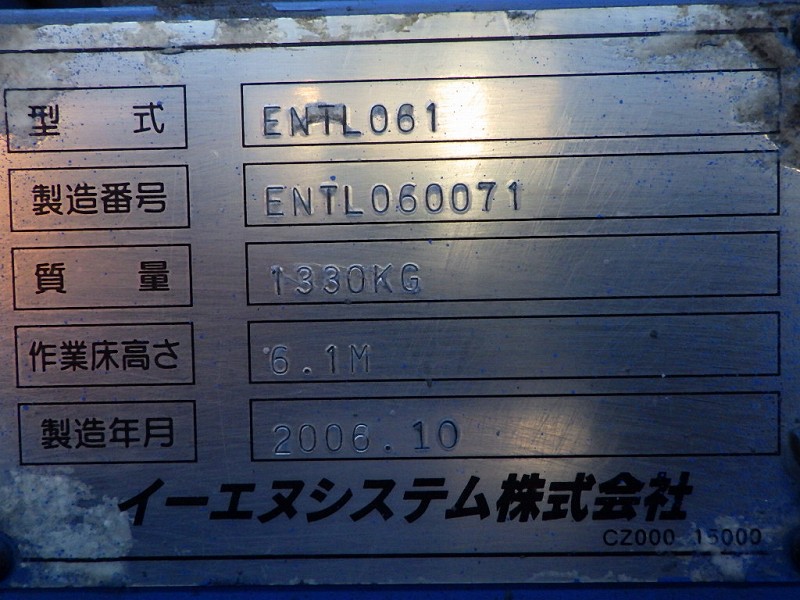 型 式 ENTL061
製造番号 ENTL060071
質 量 1330KG
作業床高さ 6.1M
製造年月 2006.10
イーエヌシステム株式会社
CZ000 15000